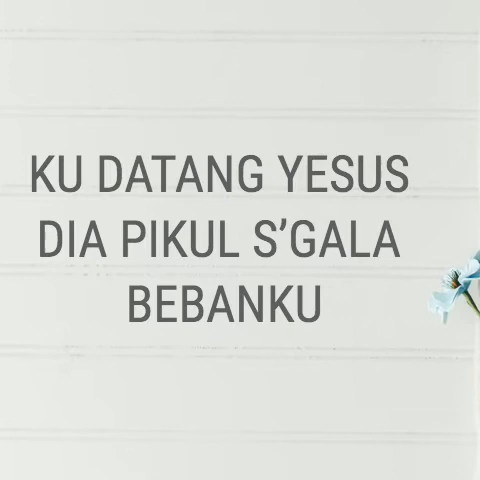 KU DATANG YESUS
DIA PIKUL S’GALA
BEBANKU